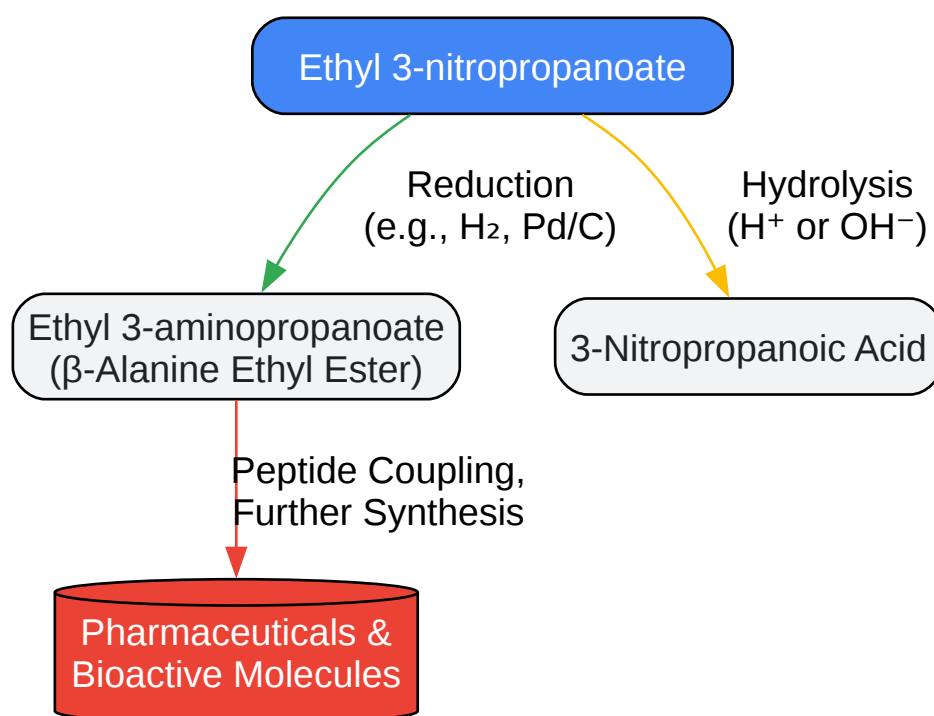 Ethyl 3-nitropropanoate
Reduction
(e.g., H₂, Pd/C)
Hydrolysis
(H⁺ or OH⁻)
Ethyl 3-aminopropanoate
(β-Alanine Ethyl Ester)
3-Nitropropanoic Acid
Peptide Coupling,
Further Synthesis
Pharmaceuticals &
Bioactive Molecules